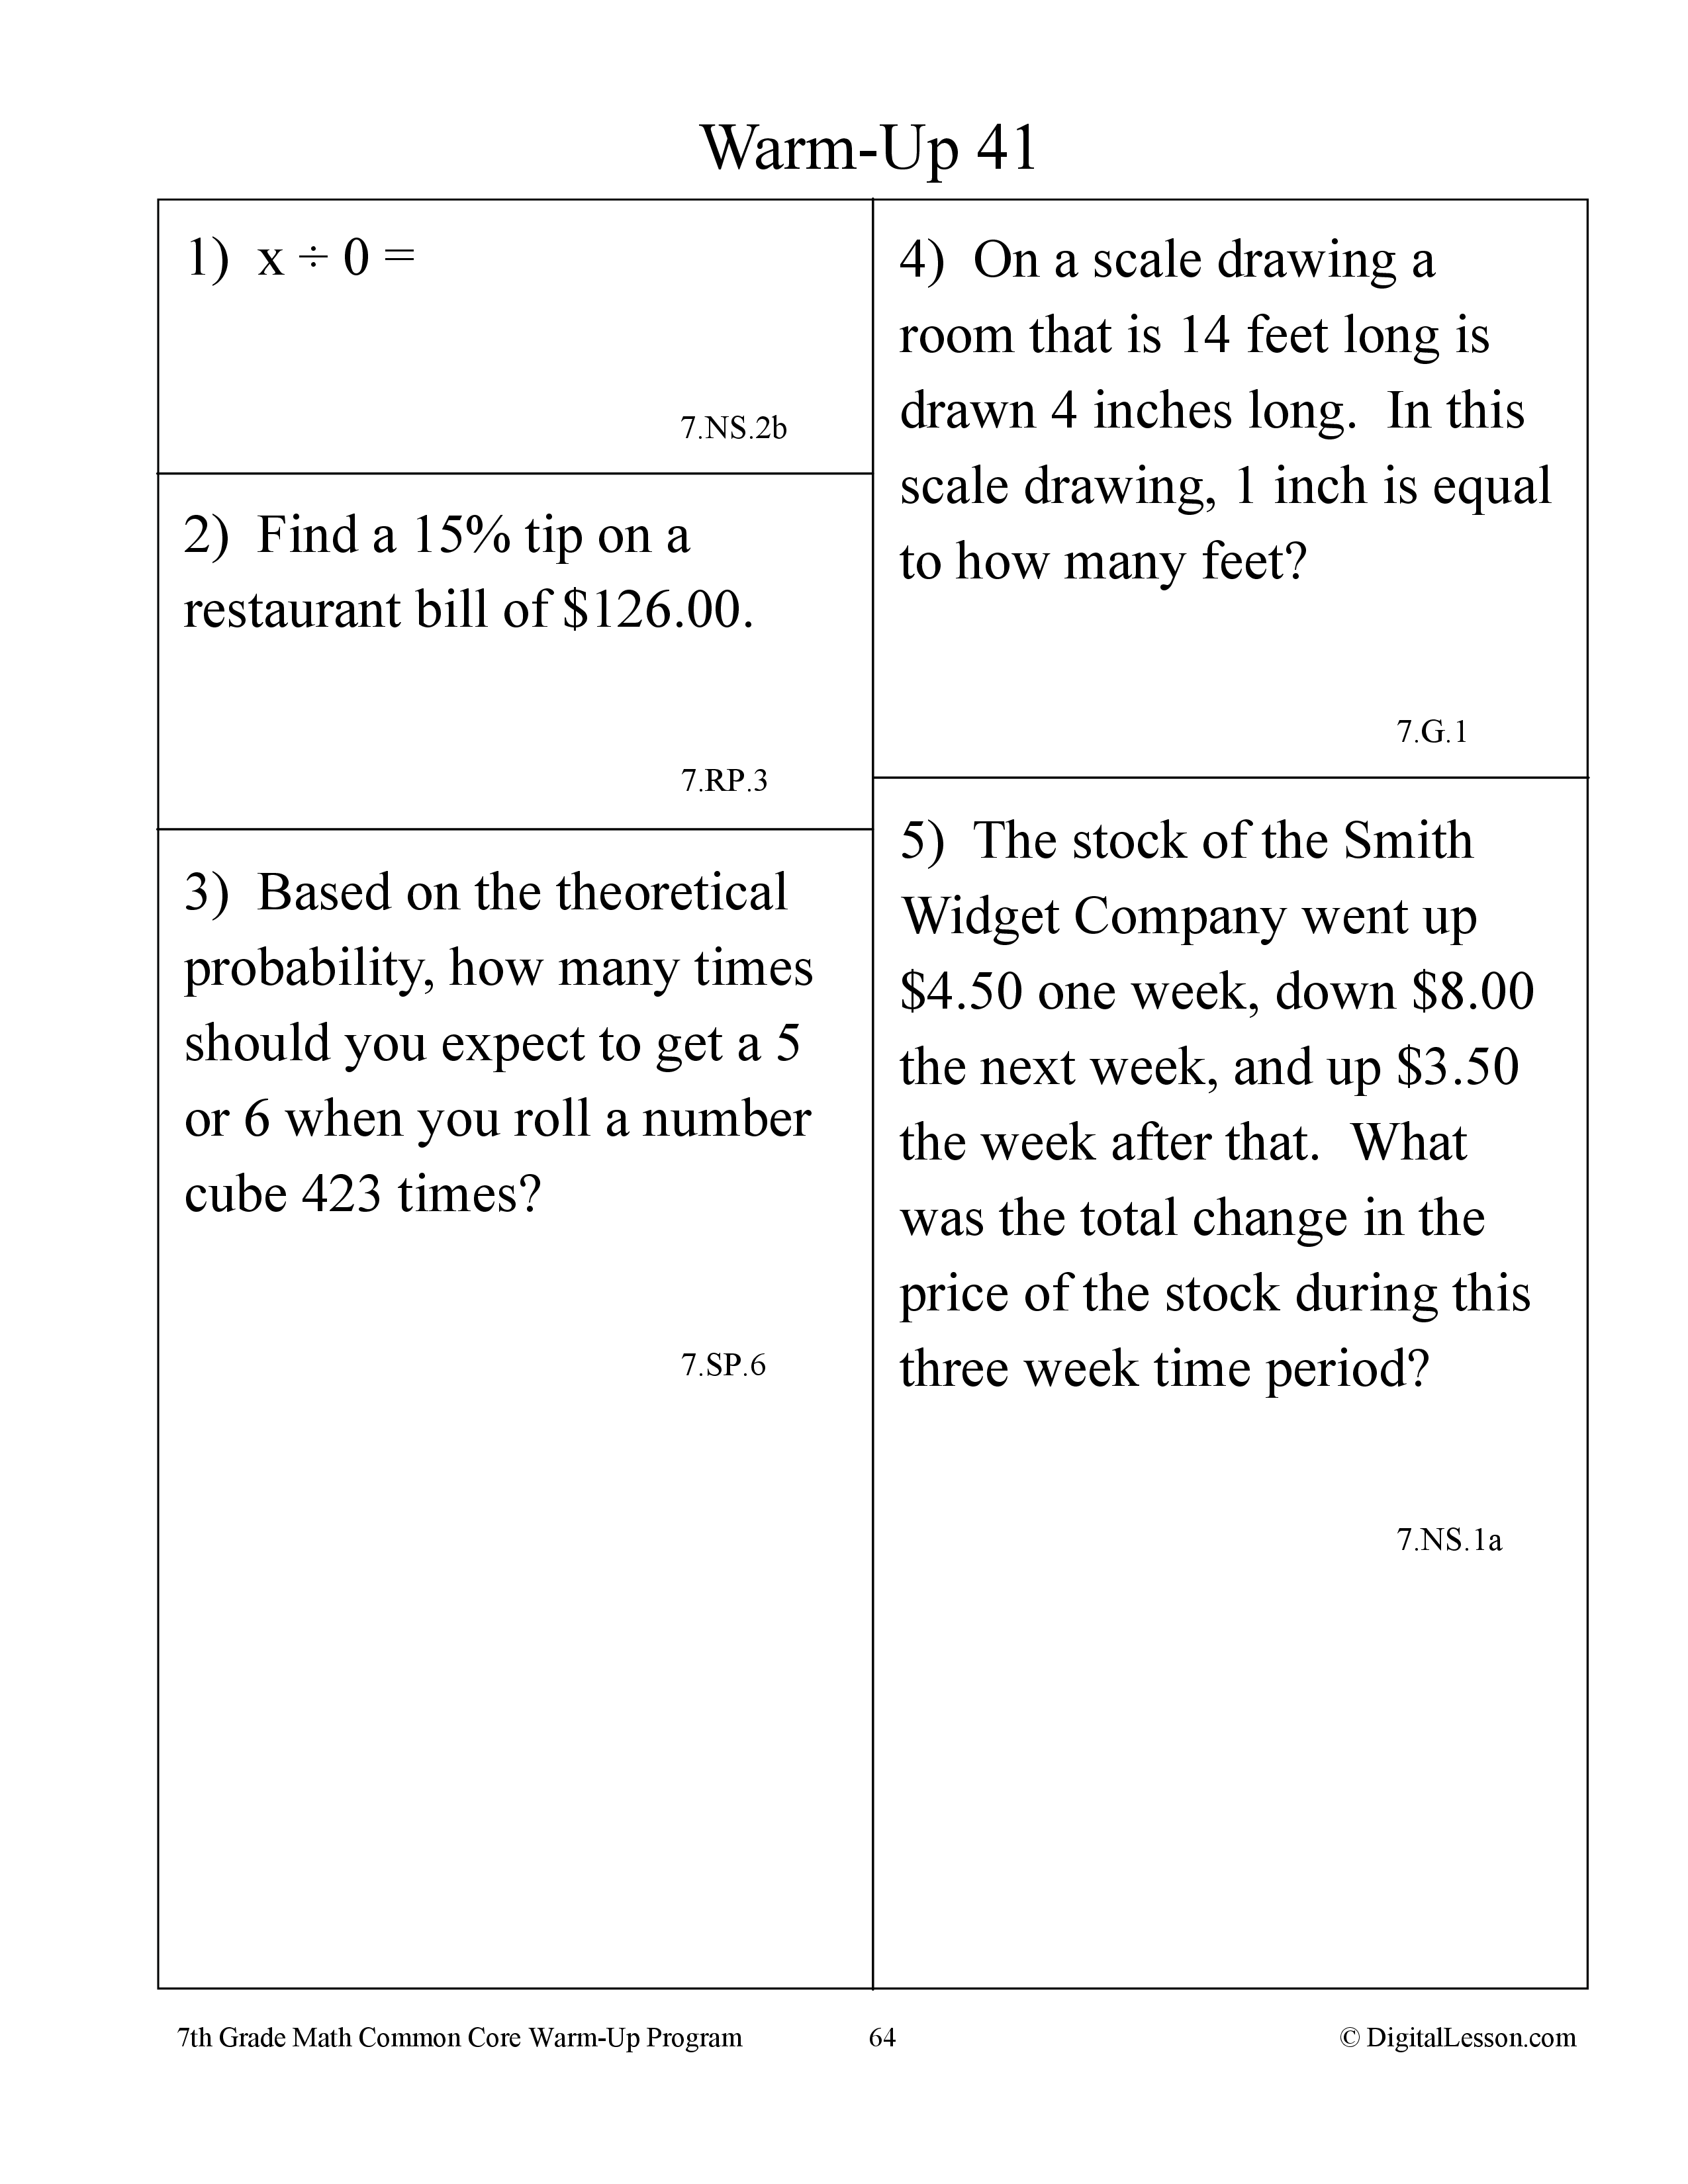 Warm-Up 41
1)  x ÷ 0 =
7.NS.2b
2)  Find a 15% tip on a
restaurant bill of $126.00.
7.RP.3
3)  Based on the theoretical
probability, how many times
should you expect to get a 5
or 6 when you roll a number
cube 423 times?
7.SP.6
4)  On a scale drawing a
room that is 14 feet long is
drawn 4 inches long.  In this
scale drawing, 1 inch is equal
to how many feet?
7.G.1
5)  The stock of the Smith
Widget Company went up
$4.50 one week, down $8.00
the next week, and up $3.50
the week after that.  What
was the total change in the
price of the stock during this
three week time period?
7.NS.1a
7th Grade Math Common Core Warm-Up Program
64
© DigitalLesson.com